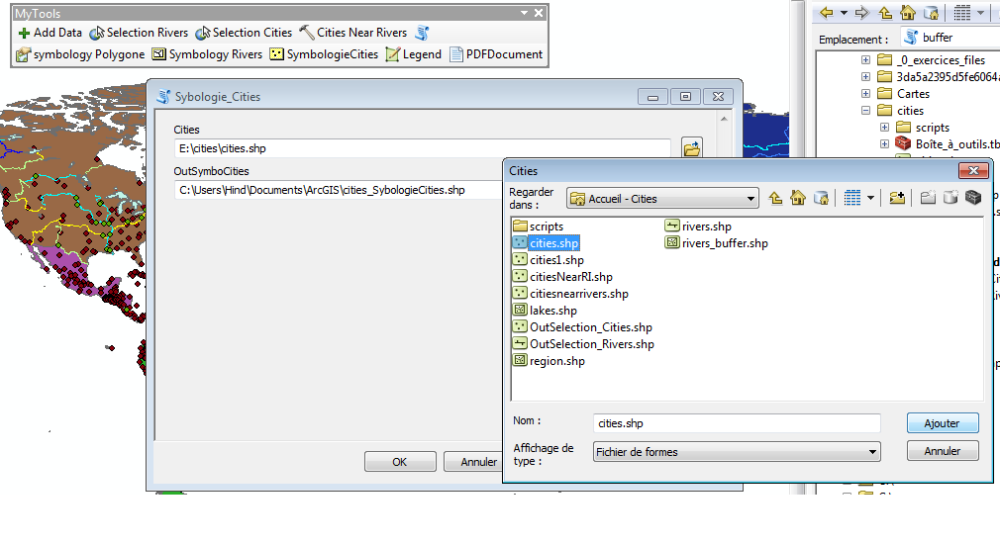 MyTools
Add Data Selection Rivers Selection Cities Cities Near Rivers
symbology Polygone Symbology Rivers SymbologieCities Legend PDFDocument
Emplacement : buffer
_0_exercices_files
3da5a2395d5fe6064a
Cartes
cities
scripts
Boîte_à_outils.tb
Sybologie_Cities
Cities
E:\cities\cities.shp
OutSymboCities
C:\Users\Hind\Documents\ArcGIS\cities_SybologieCities.shp
OK Annuler
Cities
Regarder
dans : Accueil - Cities
scripts
cities.shp
cities1.shp
citiesNearRI.shp
citiesnearrivers.shp
lakes.shp
OutSelection_Cities.shp
OutSelection_Rivers.shp
region.shp
rivers.shp
rivers_buffer.shp
Nom : cities.shp Ajouter
Affichage de
type : Fichier de formes Annuler